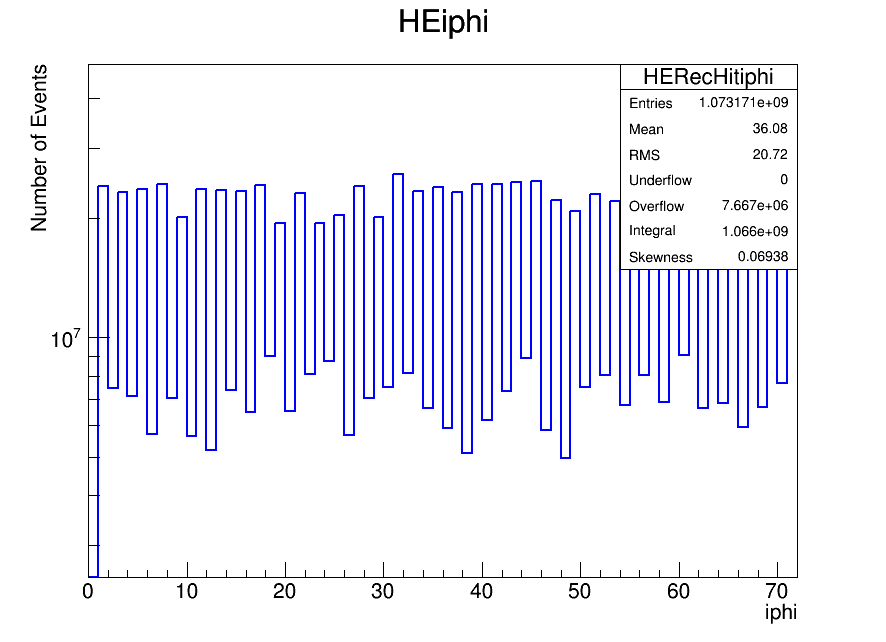 HEiphi
Number of Events
HERecHitiphi
Entries 1.073171e+09
Mean 36.08
RMS 20.72
Underflow 0
Overflow 7.667e+06
Integral 1.066e+09
Skewness 0.06938
10^7
0 10 20 30 40 50 60 70
iphi